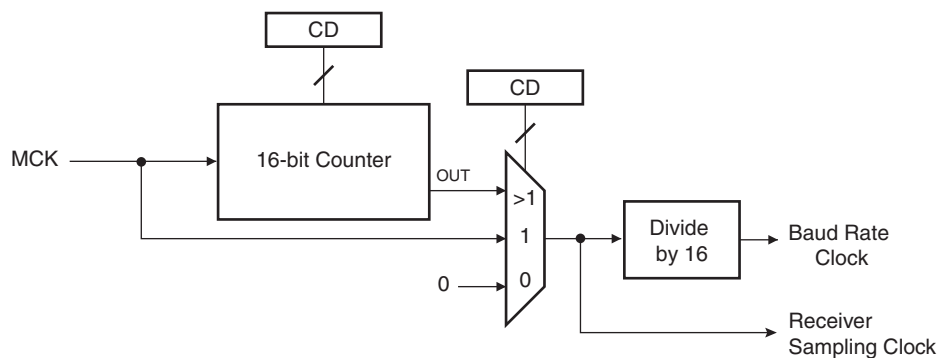 CD
CD
MCK
16-bit Counter
OUT
>1
1
0
0
Divide
by 16
Baud Rate
Clock
Receiver
Sampling Clock